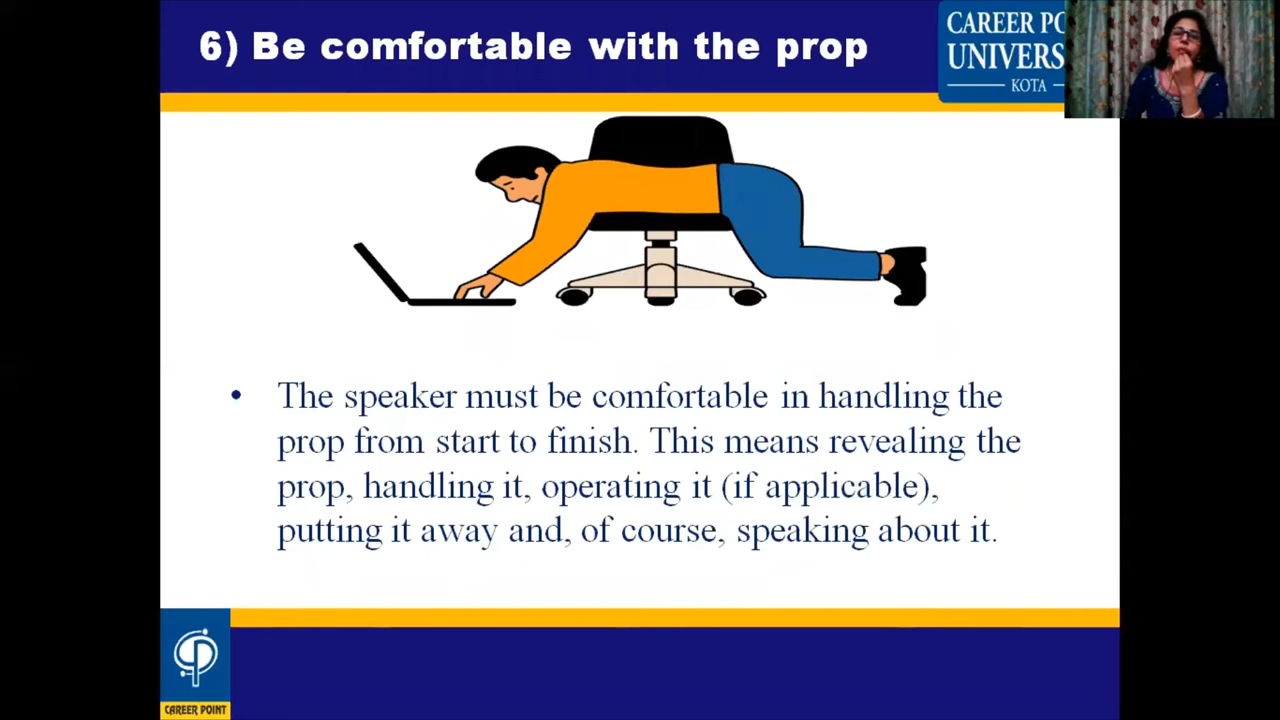 6) Be comfortable with the prop
CAREER PO
UNIVERS
KOTA
• The speaker must be comfortable in handling the
prop from start to finish. This means revealing the
prop, handling it, operating it (if applicable),
putting it away and, of course, speaking about it.
CAREER POINT